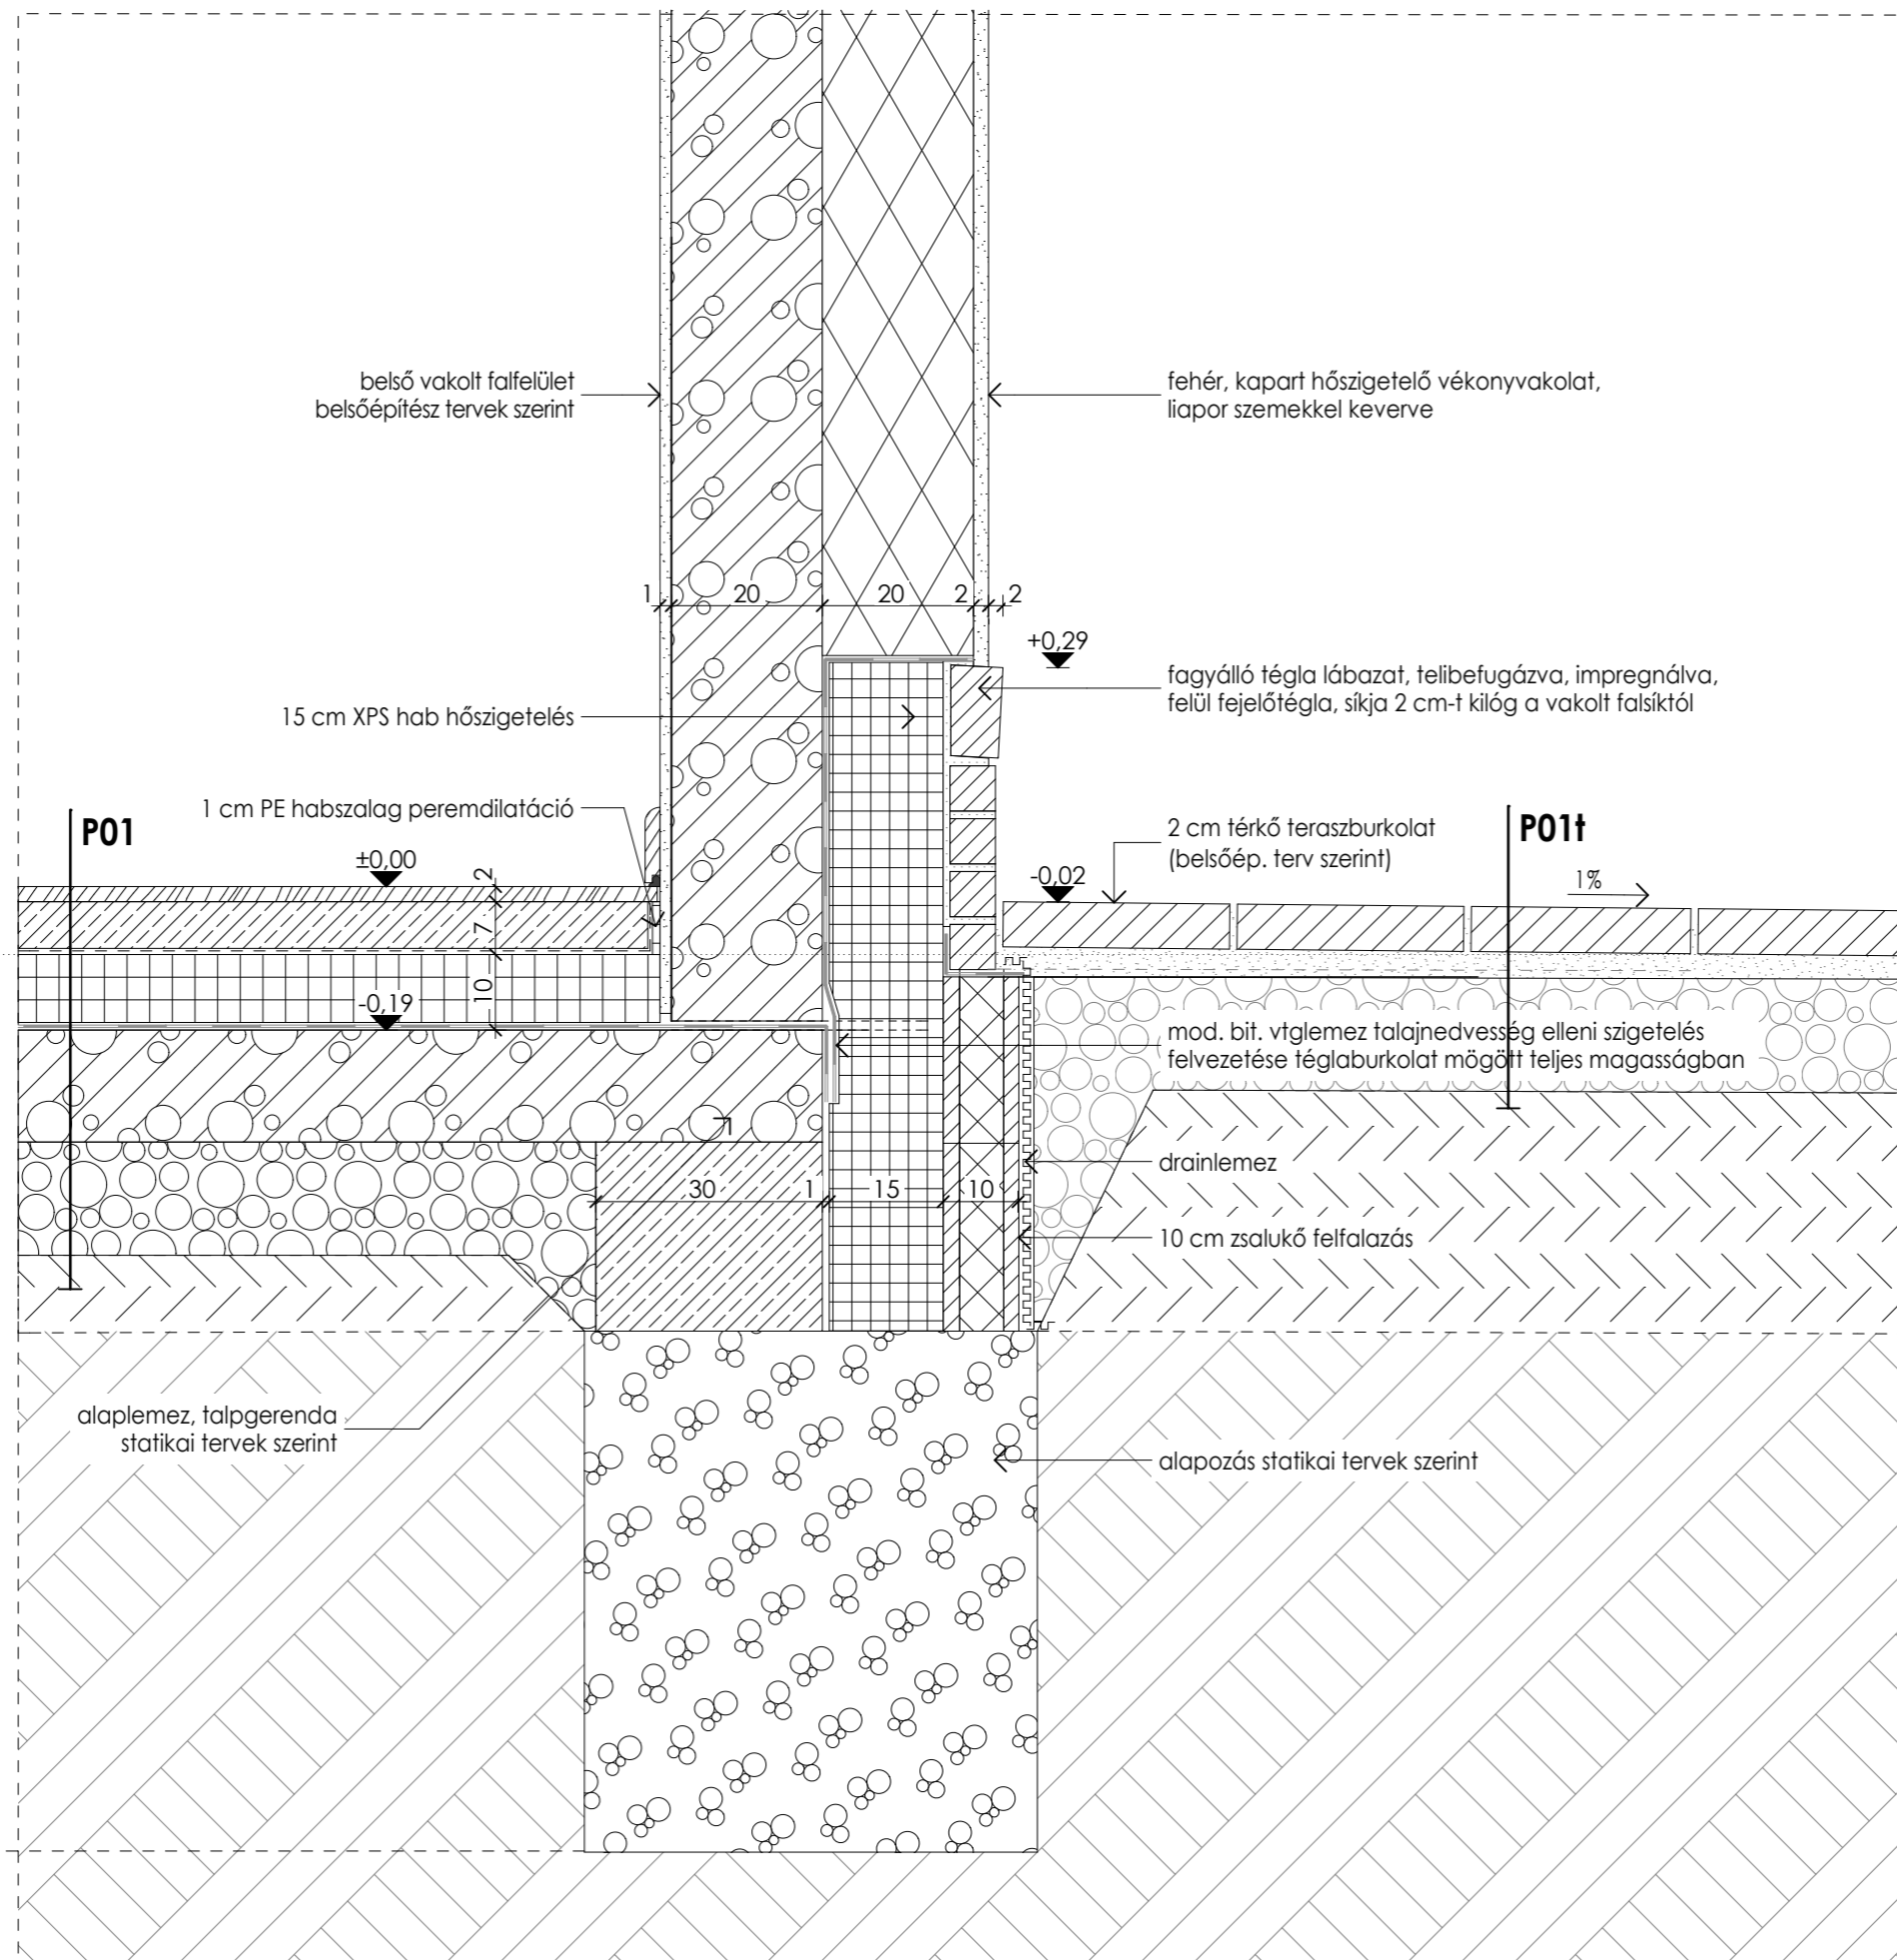 belső vakolt falfelület
belsőépítész tervek szerint
fehér, kapart hőszigetelő vékonyvakolat,
liapor szemekkel keverve
1
20
20
2
2
+0,29
fagyálló tégla lábazat, telibefugázva, impregnálva,
felül fejelőtégla, síkja 2 cm-t kilóg a vakolt falsíktól
15 cm XPS hab hőszigetelés
1 cm PE habszalag peremdilatáció
P01
±0,00
2
7
10
-0,19
2 cm térkő teraszburkolat
(belsőép. terv szerint)
-0,02
P01t
1%
mod. bit. vtglemez talajnedvesség elleni szigetelés
felvezetése téglaburkolat mögött teljes magasságban
drainlemez
30
1
15
10
10 cm zsalukő felfalazás
alaplemez, talpgerenda
statikai tervek szerint
alapozás statikai tervek szerint